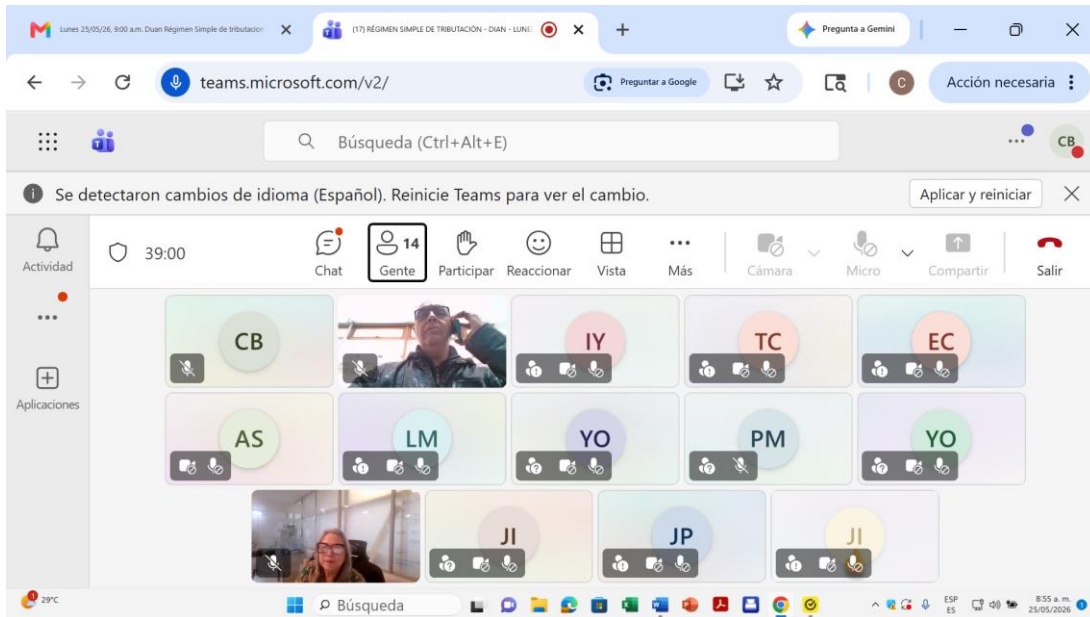 Lunes 25/05/26, 9:00 a.m. Duan Régimen Simple de tributacion
(17) RÉGIMEN SIMPLE DE TRIBUTACIÓN - DIAN - LUNE
Pregunta a Gemini
teams.microsoft.com/v2/
Preguntar a Google
C
Acción necesaria
Búsqueda (Ctrl+Alt+E)
CB
Se detectaron cambios de idioma (Español). Reinicie Teams para ver el cambio.
Aplicar y reiniciar
Actividad
39:00
Chat
14
Gente
Participar
Reaccionar
Vista
Más
Cámara
Micro
Compartir
Salir
Aplicaciones
CB
IY
TC
EC
AS
LM
YO
PM
YO
JI
JP
JI
29°C
Búsqueda
ESP
ES
8:55 a. m.
25/05/2026